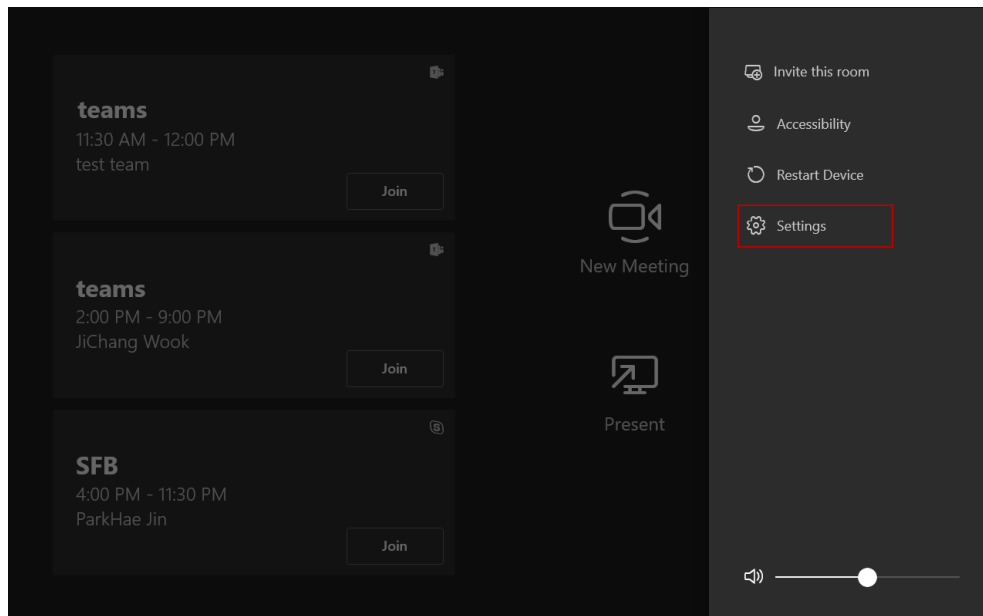 teams
11:30 AM - 12:00 PM
test team
Join
teams
2:00 PM - 9:00 PM
JiChang Wook
Join
SFB
4:00 PM - 11:30 PM
ParkHae Jin
Join
New Meeting
Present
Invite this room
Accessibility
Restart Device
Settings